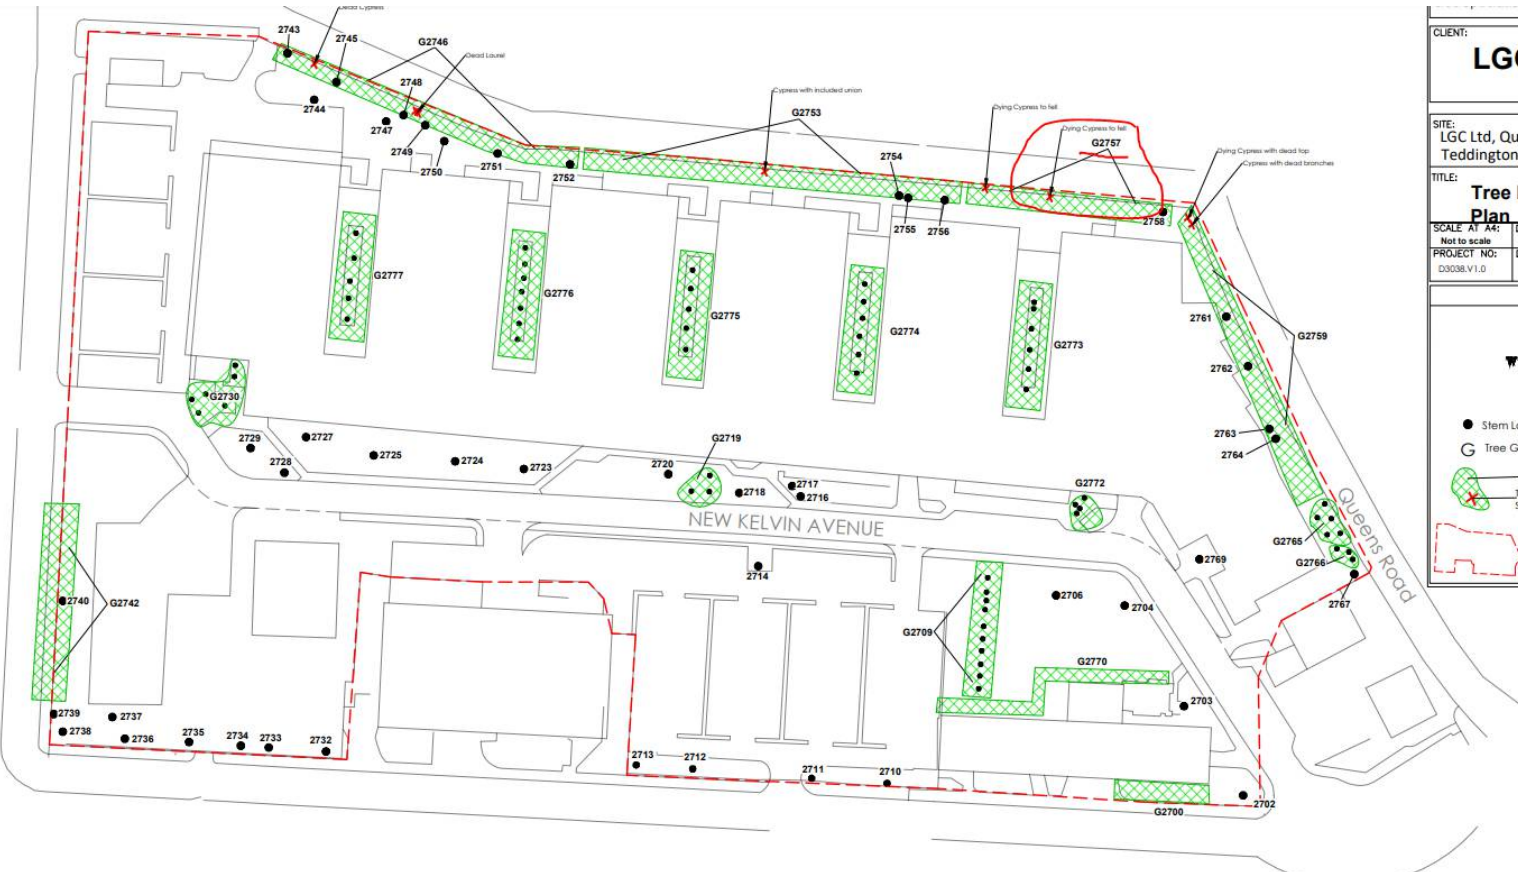 Dead Cypress
2743
2745
G2746
Dead Laurel
2748
2744
2747
2749
2750
2751
2752
Cypress with included union
G2753
2754
2755
2756
Dying Cypress to fell
Dying Cypress to fell
G2757
2758
Dying Cypress with dead top
Cypress with dead branches
G2777
G2776
G2775
G2774
G2773
2761
G2759
2762
2763
2764
G2730
2729
2727
2728
2725
2724
2723
2720
G2719
2718
2717
2716
G2772
NEW KELVIN AVENUE
Queens Road
G2765
G2766
2767
2769
2714
2706
2704
G2709
G2770
2703
2740
G2742
2739
2738
2737
2736
2735
2734
2733
2732
2713
2712
2711
2710
G2700
2702
CLIENT:
LGC
SITE:
LGC Ltd, Qu
Teddington
TITLE:
Tree
Plan
SCALE AT A4:
Not to scale
PROJECT NO:
D3038.V1.0
Stem Lo
G Tree G